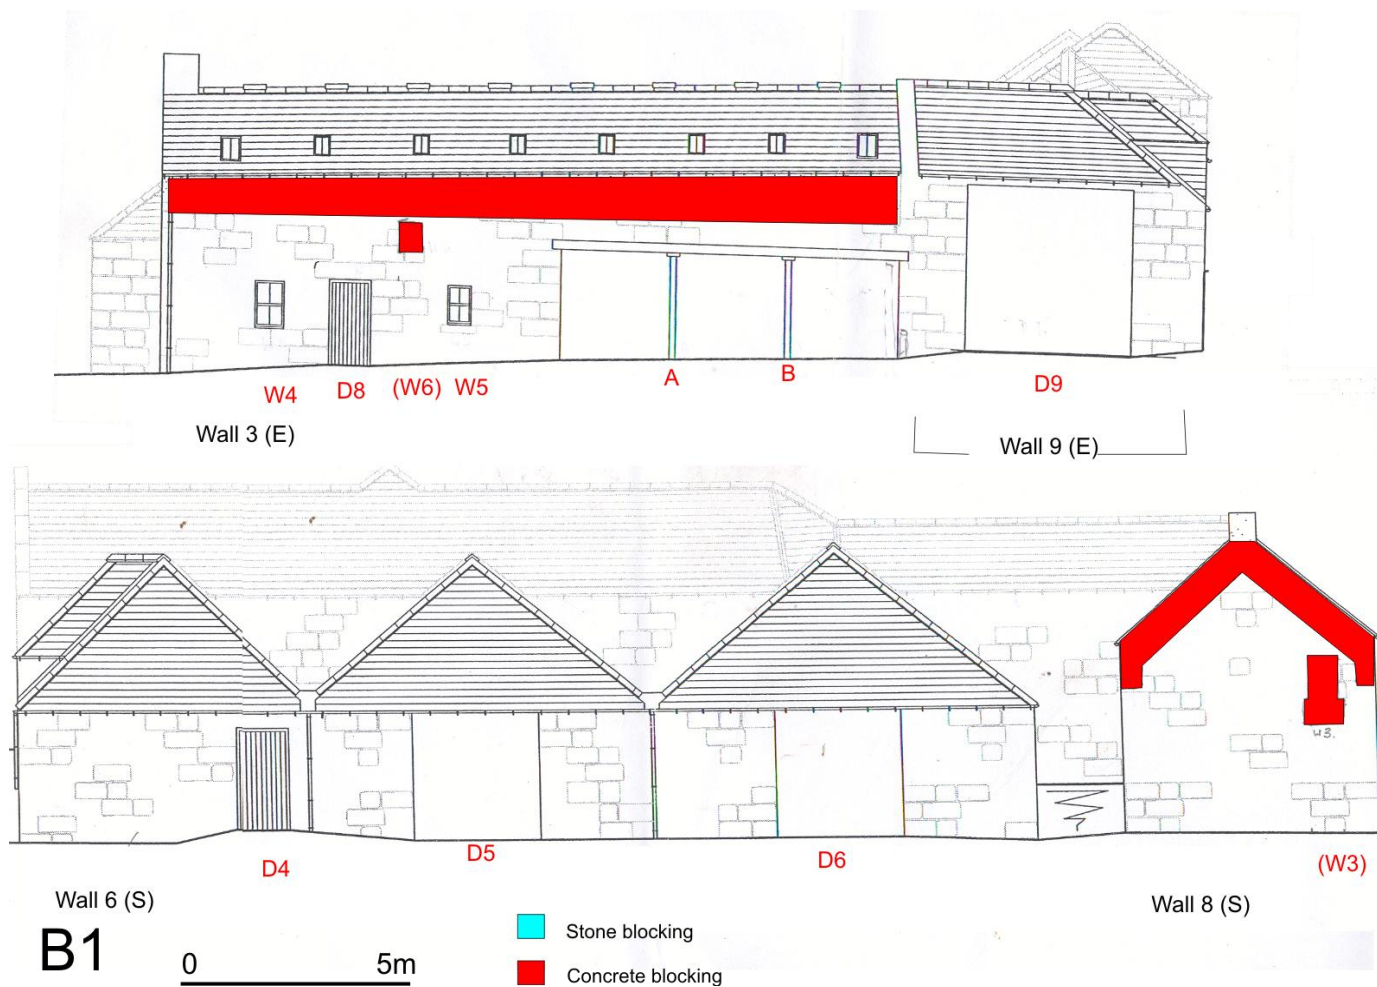 W4 D8 (W6) W5 A B D9
Wall 3 (E)
Wall 9 (E)
W3.
D4 D5 D6 (W3)
Wall 6 (S)
Wall 8 (S)
B1
0 5m
Stone blocking
Concrete blocking